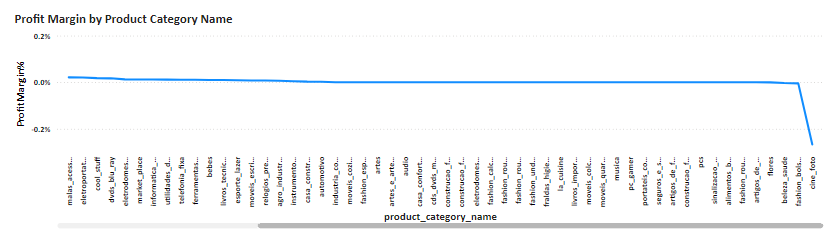 Profit Margin by Product Category Name
0.2%
0.0%
-0.2%
ProfitMargin%
malas_acess...
eletroportat...
cool_stuff
dvds_blu_ray
eletrodomes...
market_place
informatica_...
utilidades_d...
telefonia_fixa
ferramentas...
bebes
livros_tecnic...
esporte_lazer
moveis_escri...
relogios_pre...
agro_industr...
instrumento...
casa_constr...
automotivo
industria_co...
moveis_cozi...
fashion_esp...
artes
artes_e_arte...
audio
casa_confort...
cds_dvds_m...
construcao_f...
construcao_f...
eletrodomes...
fashion_calc...
fashion_rou...
fashion_rou...
fashion_und...
fraldas_higie...
la_cuisine
livros_impor...
moveis_colc...
moveis_quar...
musica
pc_gamer
portateis_co...
seguros_e_s...
artigos_de_f...
construcao_f...
pcs
sinalizacao_...
alimentos_b...
fashion_rou...
artigos_de_...
flores
beleza_saude
fashion_bols...
cine_foto
product_category_name